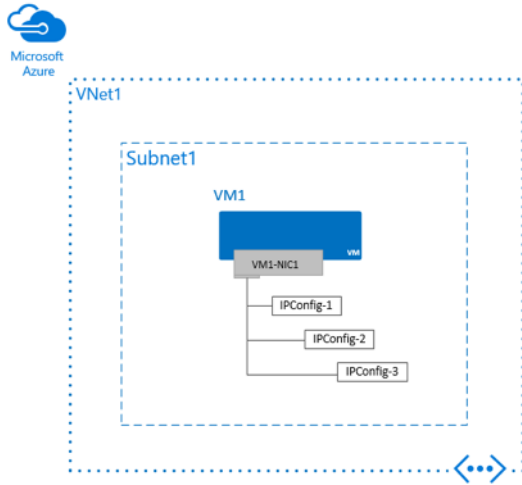 Microsoft
Azure
VNet1
Subnet1
VM1
VM
VM1-NIC1
IPConfig-1
IPConfig-2
IPConfig-3